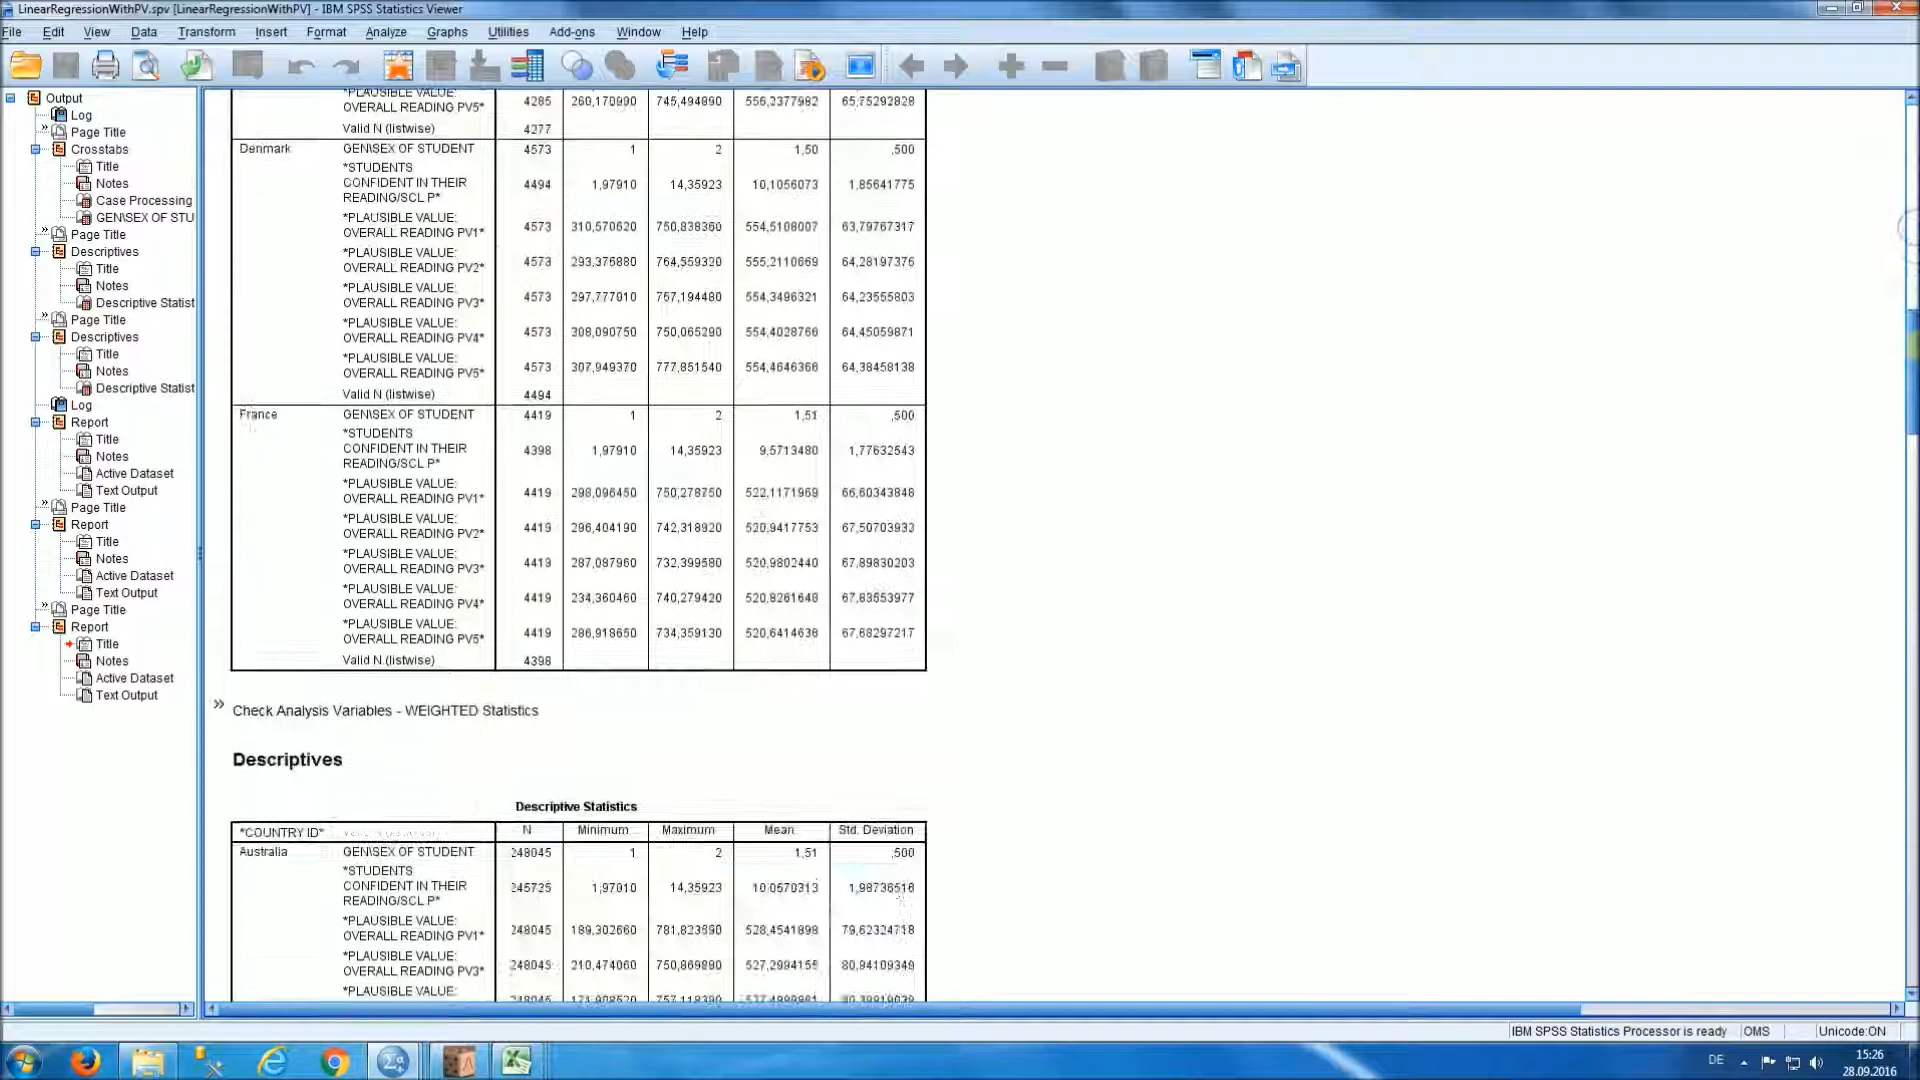 LinearRegressionWithPV.spv [LinearRegressionWithPV] - IBM SPSS Statistics Viewer
File Edit View Data Transform Insert Format Analyze Graphs Utilities Add-ons Window Help
Output
Log
Page Title
Crosstabs
Title
Notes
Case Processing
GEN\SEX OF STU
Page Title
Descriptives
Title
Notes
Descriptive Statist
Page Title
Descriptives
Title
Notes
Descriptive Statist
Log
Report
Title
Notes
Active Dataset
Text Output
Page Title
Report
Title
Notes
Active Dataset
Text Output
Page Title
Report
Title
Notes
Active Dataset
Text Output
*PLAUSIBLE VALUE:
OVERALL READING PV5* 4285 260,170990 745,494890 556,2377982 65,75292828
Valid N (listwise) 4277
Denmark GEN\SEX OF STUDENT 4573 1 2 1,50 ,500
*STUDENTS
CONFIDENT IN THEIR 4494 1,97910 14,35923 10,1056073 1,85641775
READING/SCL P*
*PLAUSIBLE VALUE:
OVERALL READING PV1* 4573 310,570620 750,838360 554,5108007 63,79767317
*PLAUSIBLE VALUE:
OVERALL READING PV2* 4573 293,376880 764,559320 555,2110669 64,28197376
*PLAUSIBLE VALUE:
OVERALL READING PV3* 4573 297,777010 767,194480 554,3496321 64,23555803
*PLAUSIBLE VALUE:
OVERALL READING PV4* 4573 308,090750 750,065290 554,4028766 64,45059871
*PLAUSIBLE VALUE:
OVERALL READING PV5* 4573 307,949370 777,851540 554,4646366 64,38458138
Valid N (listwise) 4494
France GEN\SEX OF STUDENT 4419 1 2 1,51 ,500
*STUDENTS
CONFIDENT IN THEIR 4398 1,97910 14,35923 9,5713480 1,77632543
READING/SCL P*
*PLAUSIBLE VALUE:
OVERALL READING PV1* 4419 298,096450 750,278750 522,1171969 66,60343848
*PLAUSIBLE VALUE:
OVERALL READING PV2* 4419 296,404190 742,318920 520,9417753 67,50703932
*PLAUSIBLE VALUE:
OVERALL READING PV3* 4419 287,087960 732,399580 520,9802440 67,89830203
*PLAUSIBLE VALUE:
OVERALL READING PV4* 4419 234,360460 740,279420 520,8261648 67,83653977
*PLAUSIBLE VALUE:
OVERALL READING PV5* 4419 286,918650 734,359130 520,6414636 67,68297217
Valid N (listwise) 4398
Check Analysis Variables - WEIGHTED Statistics
Descriptives
Descriptive Statistics
*COUNTRY ID* N Minimum Maximum Mean Std. Deviation
Australia GEN\SEX OF STUDENT 248045 1 2 1,51 ,500
*STUDENTS
CONFIDENT IN THEIR 245725 1,97910 14,35923 10,0570313 1,98736516
READING/SCL P*
*PLAUSIBLE VALUE:
OVERALL READING PV1* 248045 189,302660 781,823590 528,4541898 79,62324718
*PLAUSIBLE VALUE:
OVERALL READING PV3* 248045 210,474060 750,869890 527,2994155 80,94109349
*PLAUSIBLE VALUE:
IBM SPSS Statistics Processor is ready OMS Unicode:ON
DE
15:26
28.09.2016